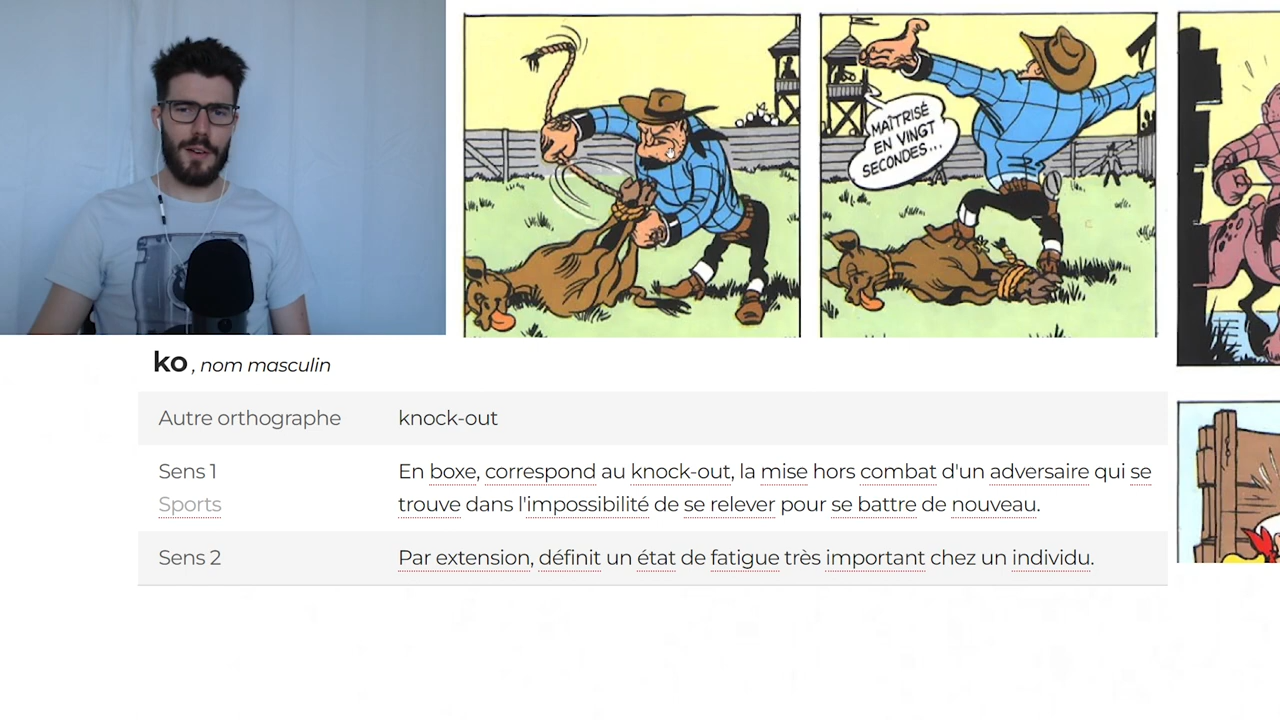 MAÎTRISÉ
EN VINGT
SECONDES...
ko , nom masculin
Autre orthographe knock-out
Sens 1 En boxe, correspond au knock-out, la mise hors combat d'un adversaire qui se
Sports trouve dans l'impossibilité de se relever pour se battre de nouveau.
Sens 2 Par extension, définit un état de fatigue très important chez un individu.